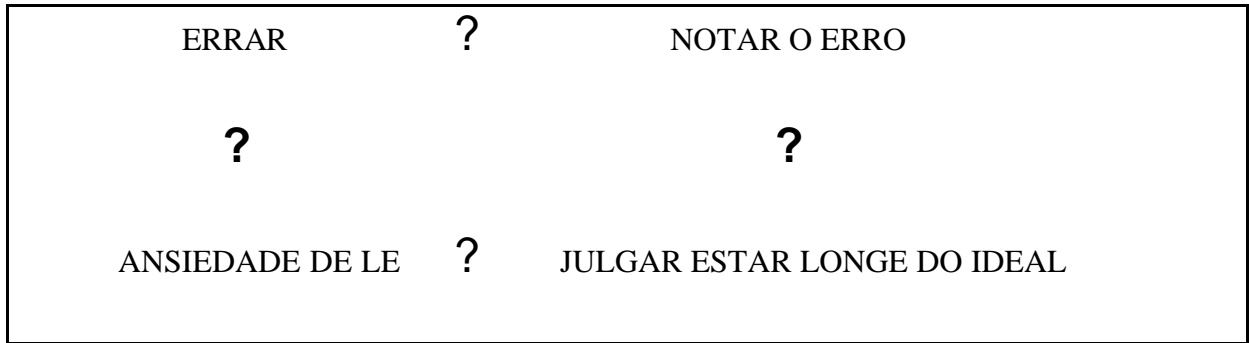 ERRAR ? NOTAR O ERRO
? ?
ANSIEDADE DE LE ? JULGAR ESTAR LONGE DO IDEAL